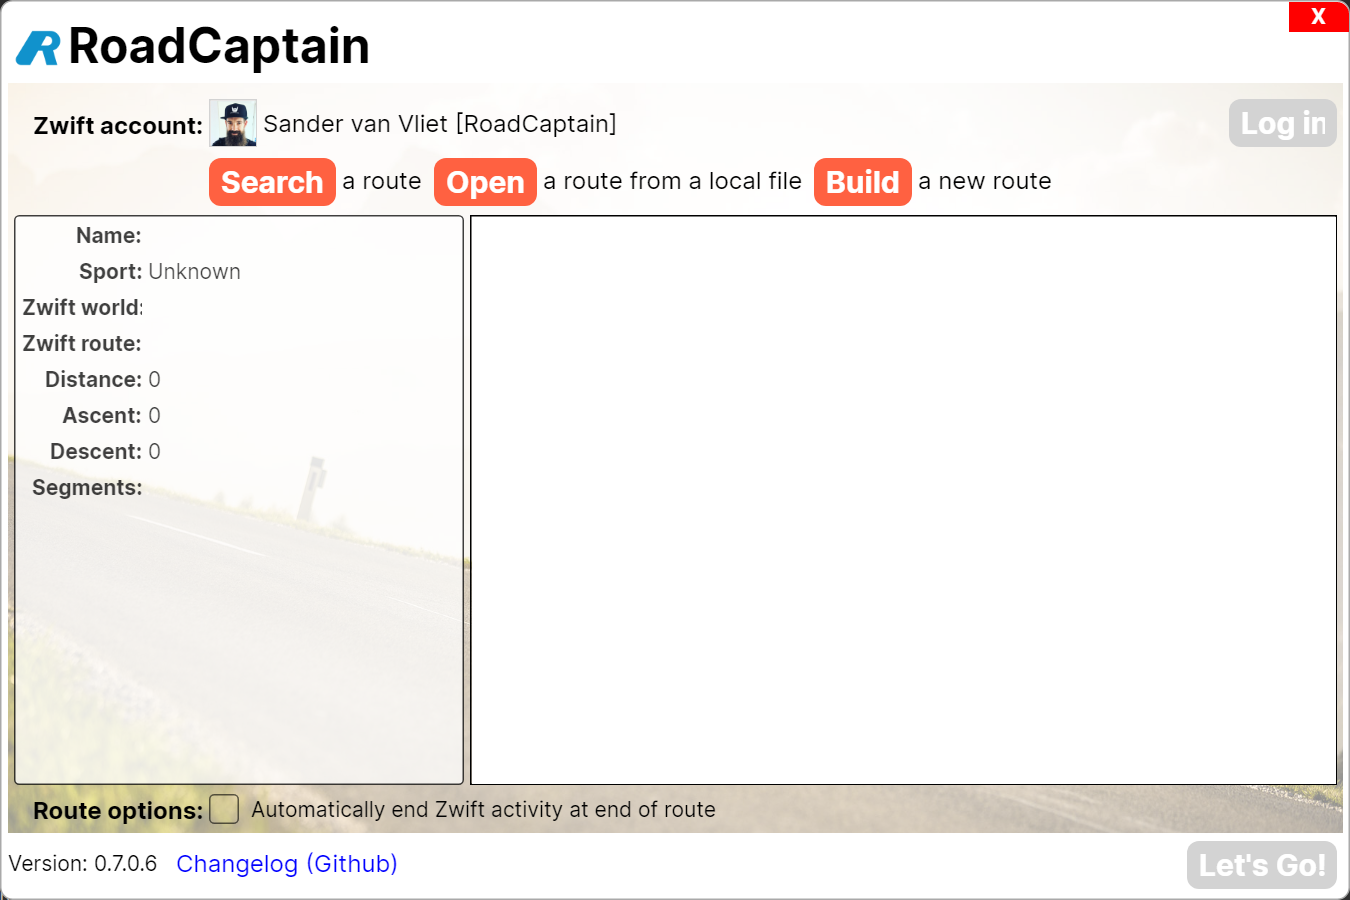 X
RoadCaptain
Zwift account: Sander van Vliet [RoadCaptain] Log in
Search a route Open a route from a local file Build a new route
Name:
Sport: Unknown
Zwift world:
Zwift route:
Distance: 0
Ascent: 0
Descent: 0
Segments:
Route options: Automatically end Zwift activity at end of route
Version: 0.7.0.6 Changelog (Github) Let's Go!